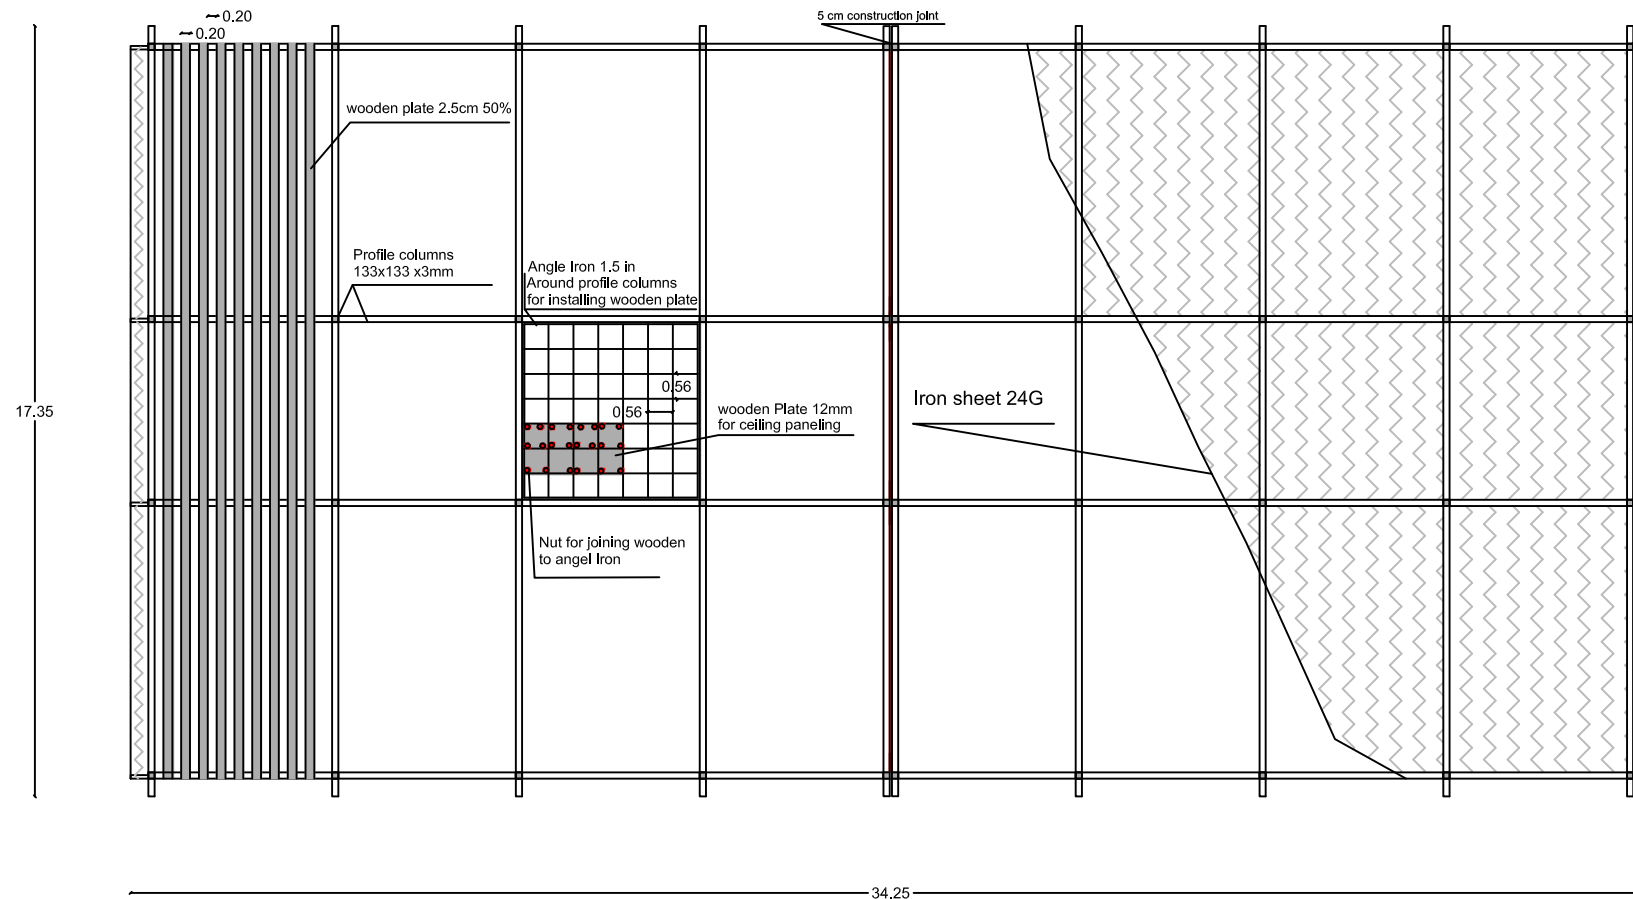 0.20
0.20
5 cm construction joint
wooden plate 2.5cm 50%
Profile columns
133x133 x3mm
Angle Iron 1.5 in
Around profile columns
for installing wooden plate
0.56
0.56
wooden Plate 12mm
for ceiling paneling
Iron sheet 24G
17.35
Nut for joining wooden
to angel Iron
34.25